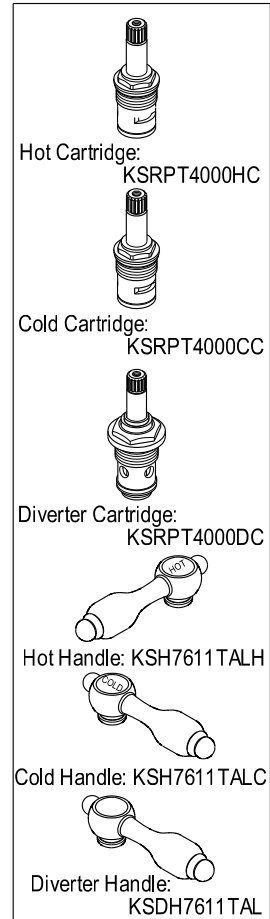 Hot Cartridge:
KSRPT4000HC
Cold Cartridge:
KSRPT4000CC
Diverter Cartridge:
KSRPT4000DC
HOT
Hot Handle: KSH7611TALH
COLD
Cold Handle: KSH7611TALC
Diverter Handle:
KSDH7611TAL